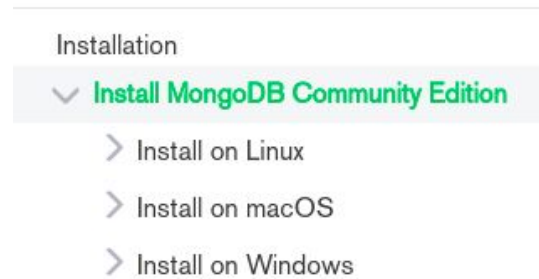 Installation
Install MongoDB Community Edition
Install on Linux
Install on macOS
Install on Windows